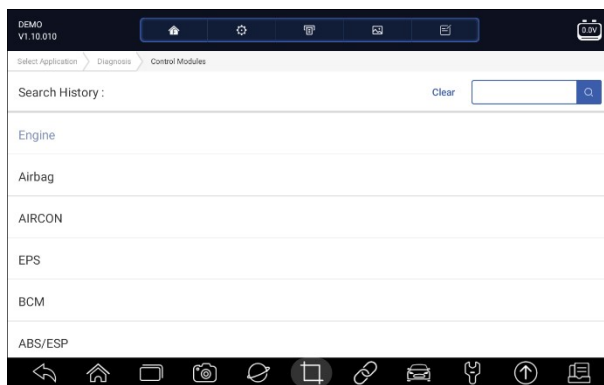 DEMO
V1.10.010
0.0V
Select Application Diagnosis Control Modules
Search History : Clear
Engine
Airbag
AIRCON
EPS
BCM
ABS/ESP